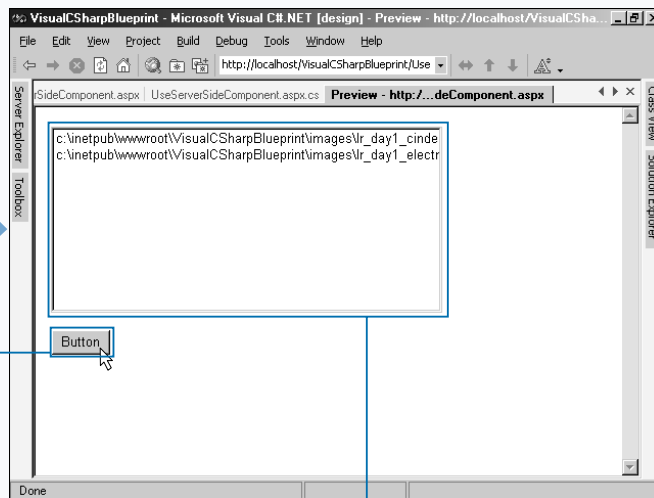 VisualCSharpBlueprint - Microsoft Visual C#.NET [design] - Preview - http://localhost/VisualCSha...
File Edit View Project Build Debug Tools Window Help
http://localhost/VisualCSharpBlueprint/Use
rSideComponent.aspx UseServerSideComponent.aspx.cs Preview - http:/...deComponent.aspx
Server Explorer
Toolbox
Class View
Solution Explorer
c:\inetpub\wwwroot\VisualCSharpBlueprint\images\lr_day1_cinde
c:\inetpub\wwwroot\VisualCSharpBlueprint\images\lr_day1_electr
Button
Done